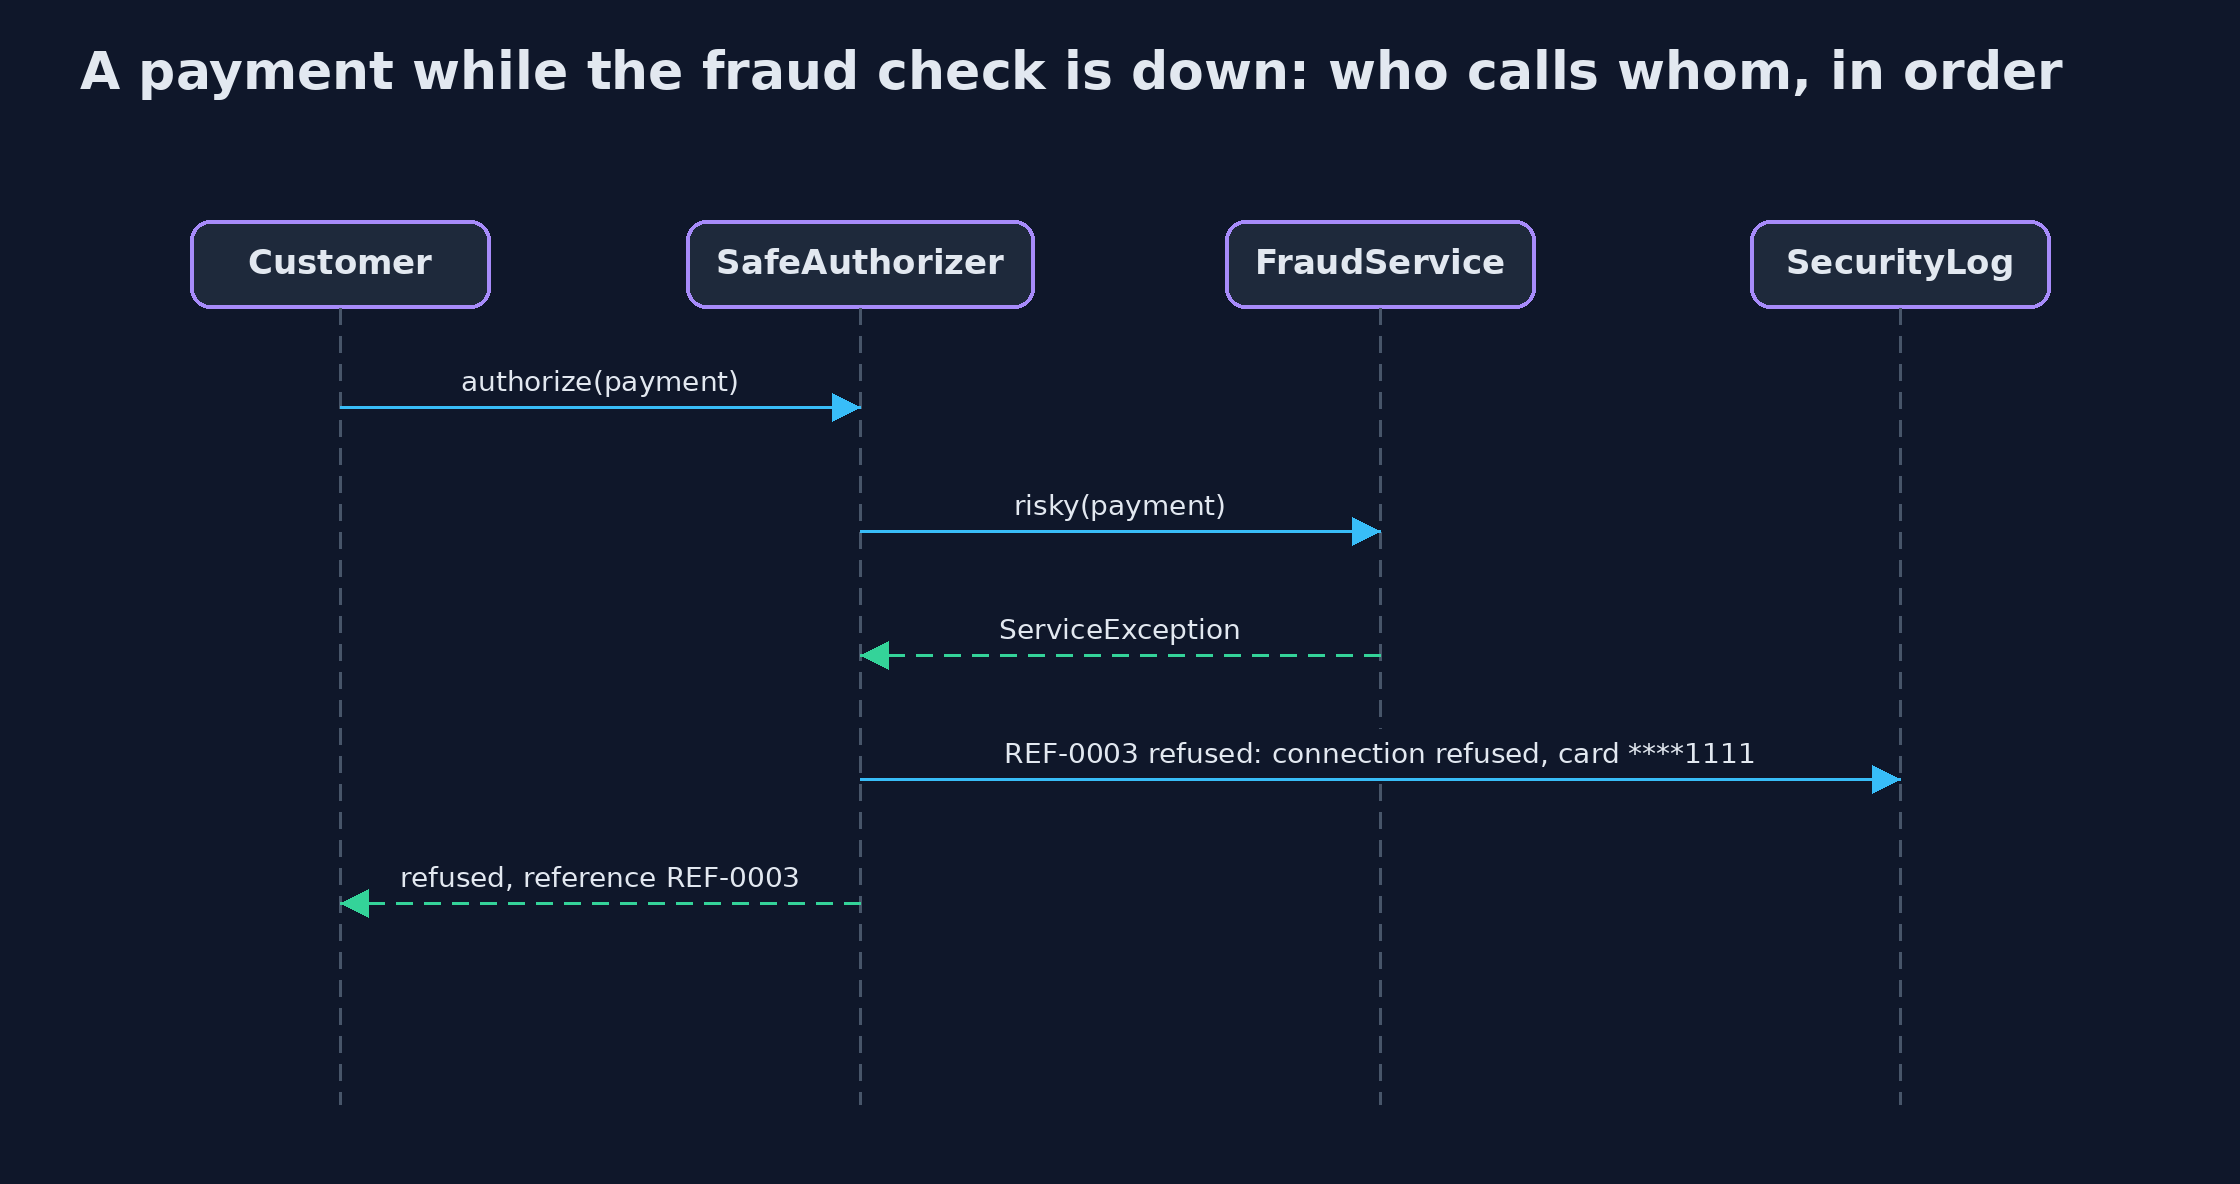 A payment while the fraud check is down: who calls whom, in order
Customer
SafeAuthorizer
FraudService
SecurityLog
authorize(payment)
risky(payment)
ServiceException
REF-0003 refused: connection refused, card ****1111
refused, reference REF-0003